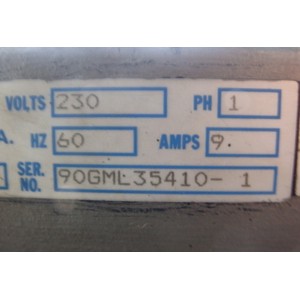 VOLTS 230 PH 1
A. HZ 60 AMPS 9.
SER. NO. 90GML35410- 1